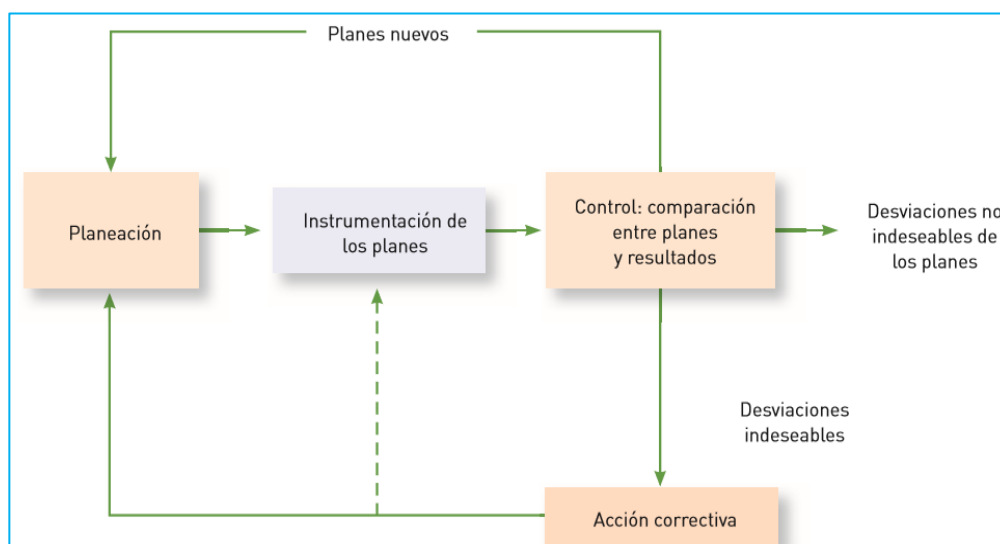 Planes nuevos
Planeación
Instrumentación de
los planes
Control: comparación
entre planes
y resultados
Desviaciones no
indeseables de
los planes
Desviaciones
indeseables
Acción correctiva